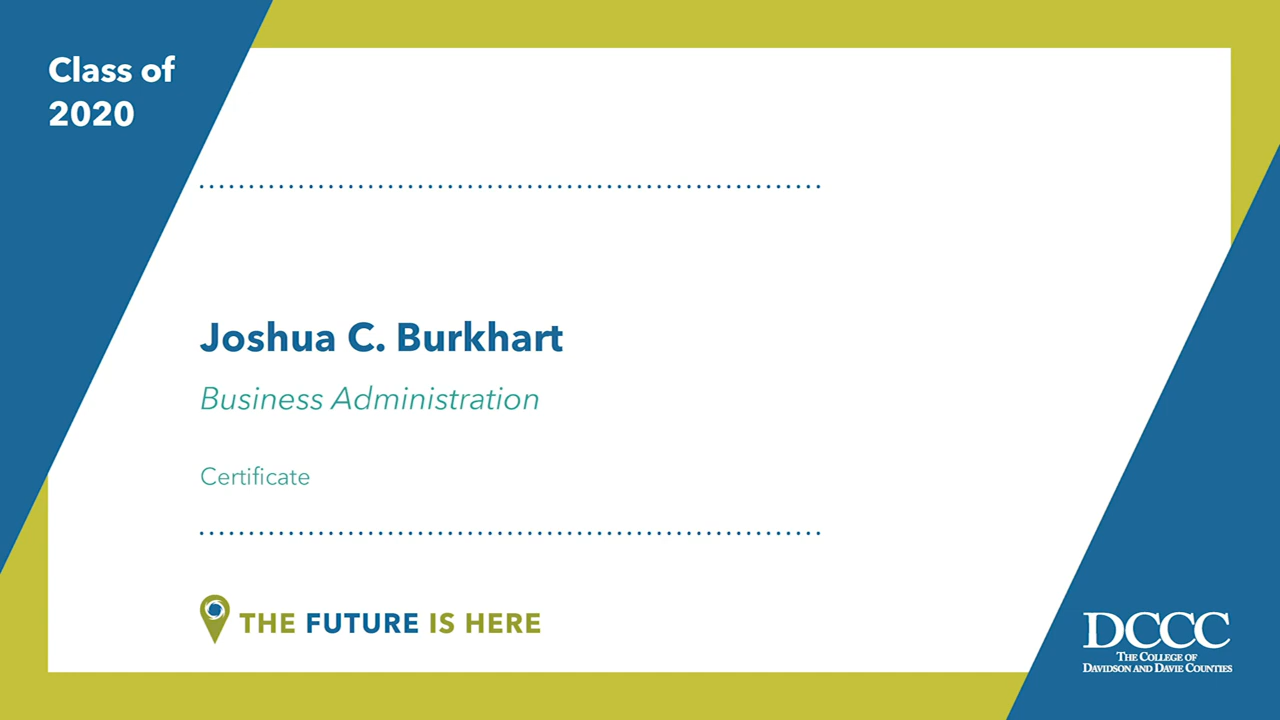 Class of
2020
Joshua C. Burkhart
Business Administration
Certificate
THE FUTURE IS HERE
DCCC
THE COLLEGE OF
DAVIDSON AND DAVIE COUNTIES